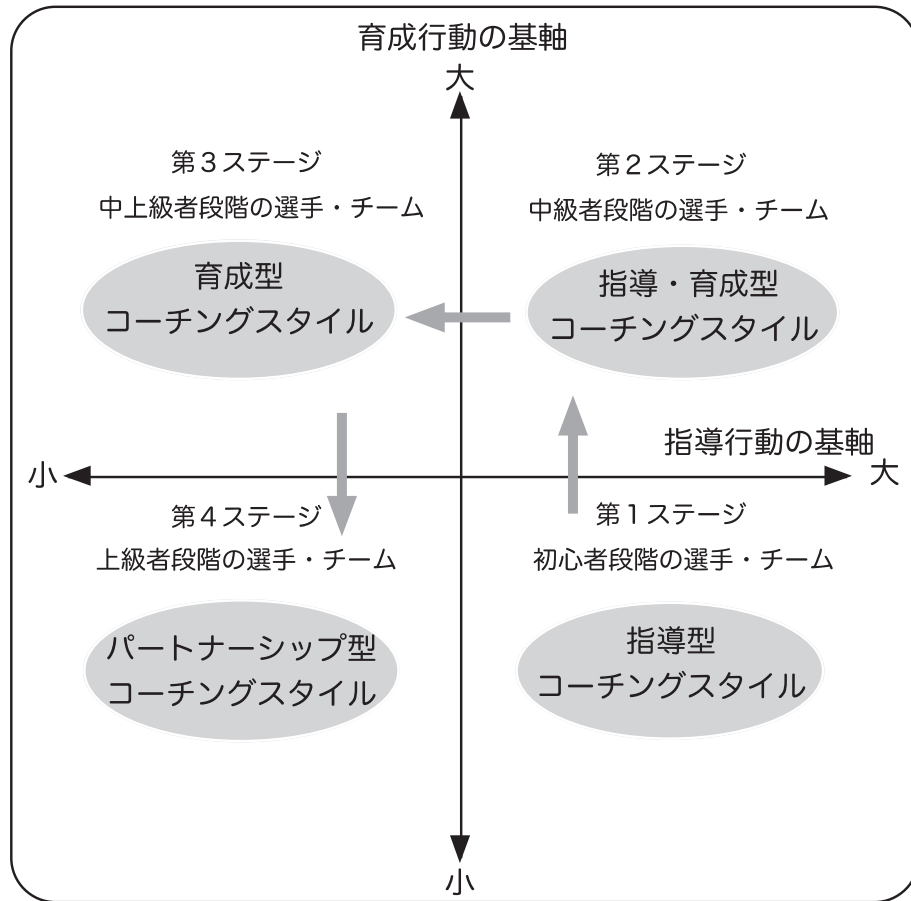 育成行動の基軸
大
第3ステージ
中上級者段階の選手・チーム
育成型
コーチングスタイル
第2ステージ
中級者段階の選手・チーム
指導・育成型
コーチングスタイル
指導行動の基軸
小
大
第4ステージ
上級者段階の選手・チーム
パートナーシップ型
コーチングスタイル
第1ステージ
初心者段階の選手・チーム
指導型
コーチングスタイル
小